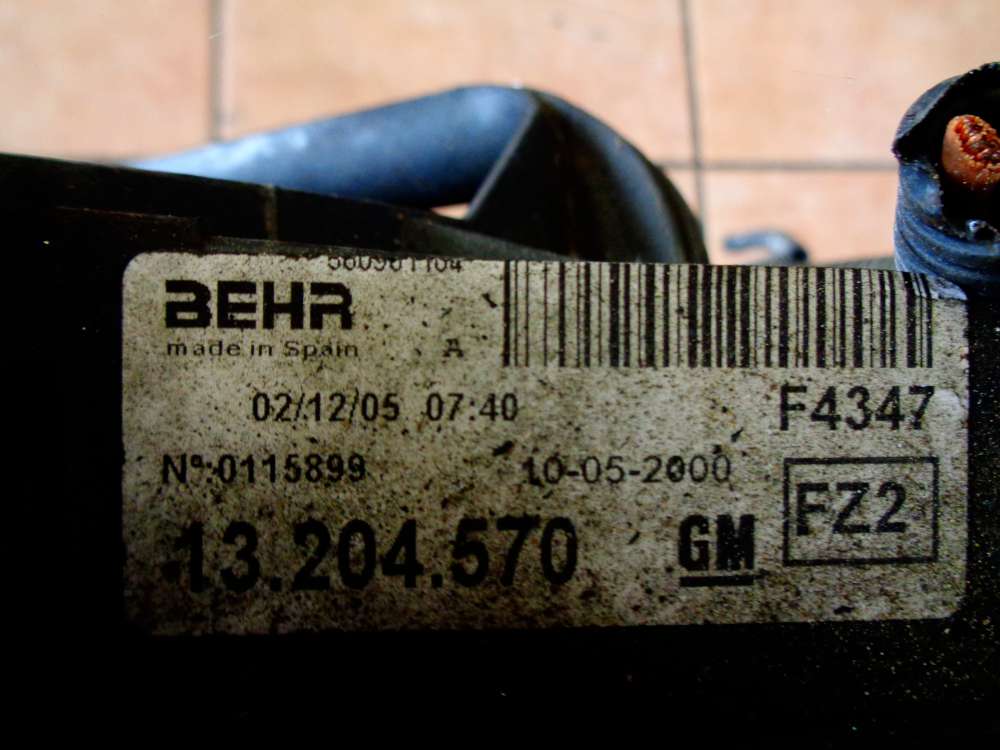 BEHR
made in Spain A
02/12/05 07:40 F4347
Nº:0115899 10-05-2000
FZ2
13.204.570 GM